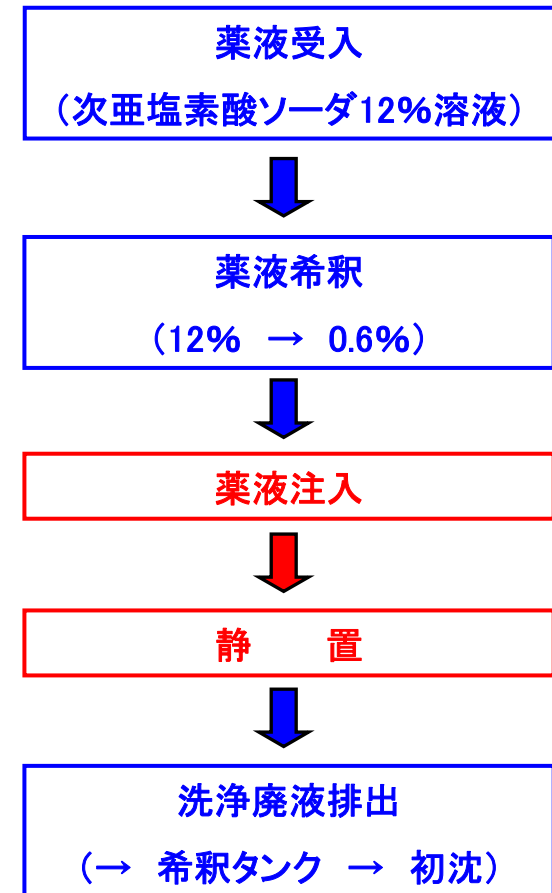 薬液受入
(次亜塩素酸ソーダ12%溶液)
薬液希釈
(12% → 0.6%)
薬液注入
静 置
洗浄廃液排出
(→ 希釈タンク → 初沈)